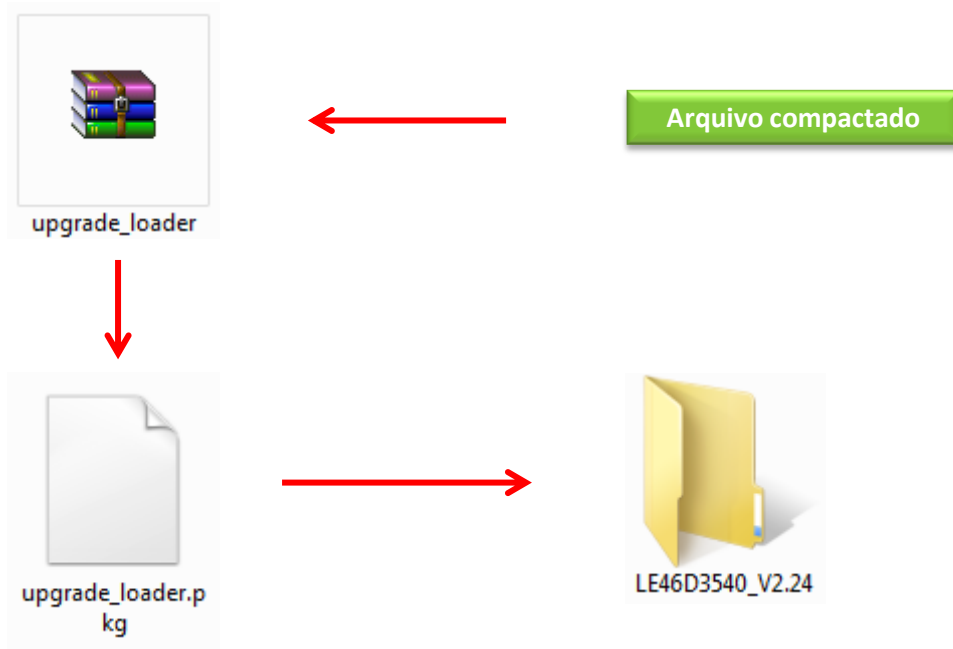 Arquivo compactado
upgrade_loader
upgrade_loader.p
kg
LE46D3540_V2.24